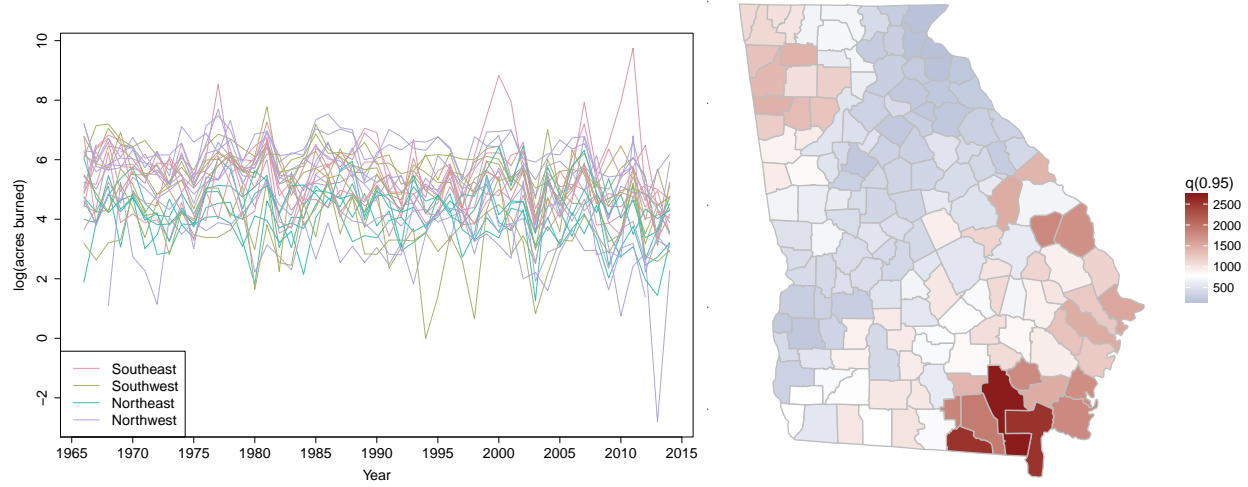 10
8
6
4
2
0
−2
log(acres burned)
Southeast
Southwest
Northeast
Northwest
1965 1970 1975 1980 1985 1990 1995 2000 2005 2010 2015
Year
q(0.95)
2500
2000
1500
1000
500